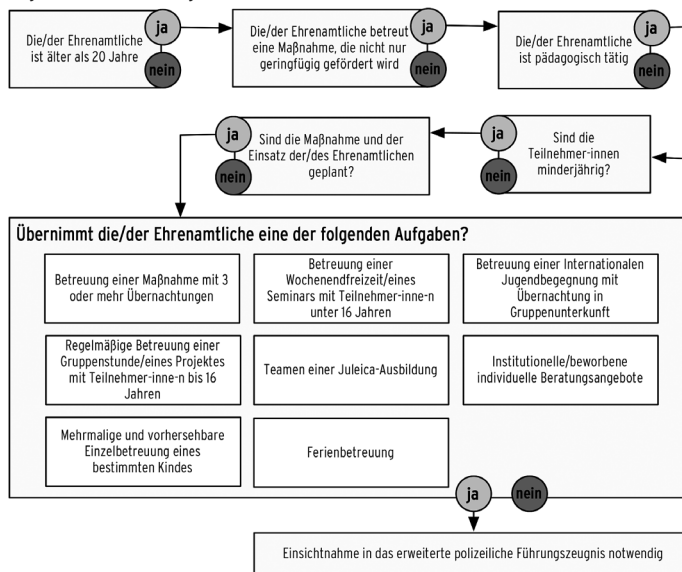 Die/der Ehrenamtliche
ist älter als 20 Jahre
ja
nein
Die/der Ehrenamtliche betreut
eine Maßnahme, die nicht nur
geringfügig gefördert wird
ja
nein
Die/der Ehrenamtliche
ist pädagogisch tätig
ja
nein
Sind die
Teilnehmer-innen
minderjährig?
ja
nein
Sind die Maßnahme und der
Einsatz der/des Ehrenamtlichen
geplant?
ja
nein
Übernimmt die/der Ehrenamtliche eine der folgenden Aufgaben?
Betreuung einer Maßnahme mit 3
oder mehr Übernachtungen
Betreuung einer
Wochenendfreizeit/eines
Seminars mit Teilnehmer-inne-n
unter 16 Jahren
Betreuung einer Internationalen
Jugendbegegnung mit
Übernachtung in
Gruppenunterkunft
Regelmäßige Betreuung einer
Gruppenstunde/eines Projektes
mit Teilnehmer-inne-n bis 16
Jahren
Teamen einer Juleica-Ausbildung
Institutionelle/beworbene
individuelle Beratungsangebote
Mehrmalige und vorhersehbare
Einzelbetreuung eines
bestimmten Kindes
Ferienbetreuung
ja
nein
Einsichtnahme in das erweiterte polizeiliche Führungszeugnis notwendig